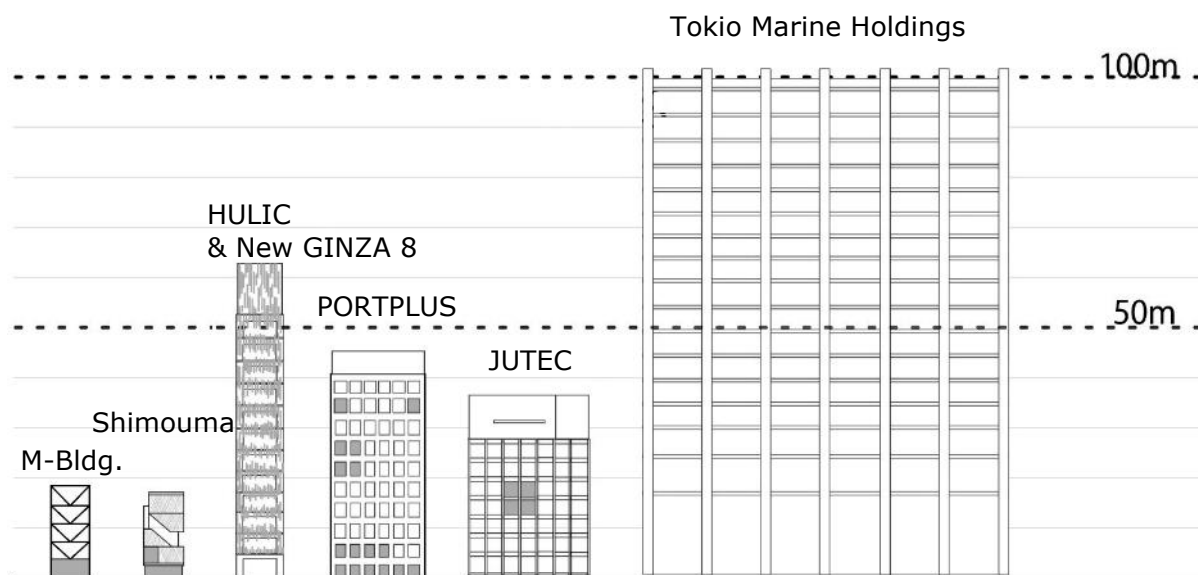 Tokio Marine Holdings
100m
HULIC
& New GINZA 8
PORTPLUS
50m
JUTEC
Shimouma
M-Bldg.